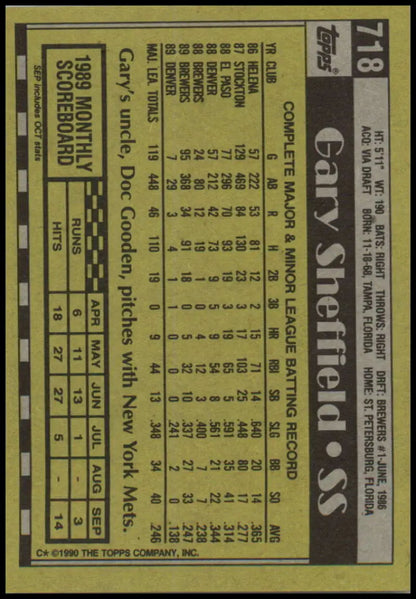 718
TOPPS®
Gary Sheffield • SS
HT: 5'11" WT: 190 BATS: RIGHT THROWS: RIGHT DRFT: BREWERS #1-JUNE, 1986
ACQ: VIA DRAFT BORN: 11-18-68, TAMPA, FLORIDA HOME: ST. PETERSBURG, FLORIDA
COMPLETE MAJOR & MINOR LEAGUE BATTING RECORD
YR CLUB G AB R H 2B 3B HR RBI SB SLG BB SO AVG
86 HELENA 57 222 53 81 12 2 15 71 14 .640 20 14 .365
87 STOCKTON 129 469 84 130 23 3 17 103 25 .448 81 49 .277
88 EL PASO 77 296 70 93 19 3 19 65 5 .591 35 41 .314
88 DENVER 57 212 42 73 9 5 9 54 8 .561 21 22 .344
88 BREWERS 24 80 12 19 1 0 4 12 3 .400 7 7 .238
89 BREWERS 95 368 34 91 18 0 5 32 10 .337 27 33 .247
89 DENVER 7 29 3 4 1 1 0 0 0 .241 2 0 .138
MAJ. LEA. TOTALS 119 448 46 110 19 0 9 44 13 .348 34 40 .246
Gary's uncle, Doc Gooden, pitches with New York Mets.
1989 MONTHLY
SCOREBOARD
SEP includes OCT stats
APR MAY JUN JUL AUG SEP
RUNS 6 11 13 1 - 3
HITS 18 27 27 5 - 14
C* ©1990 THE TOPPS COMPANY, INC.